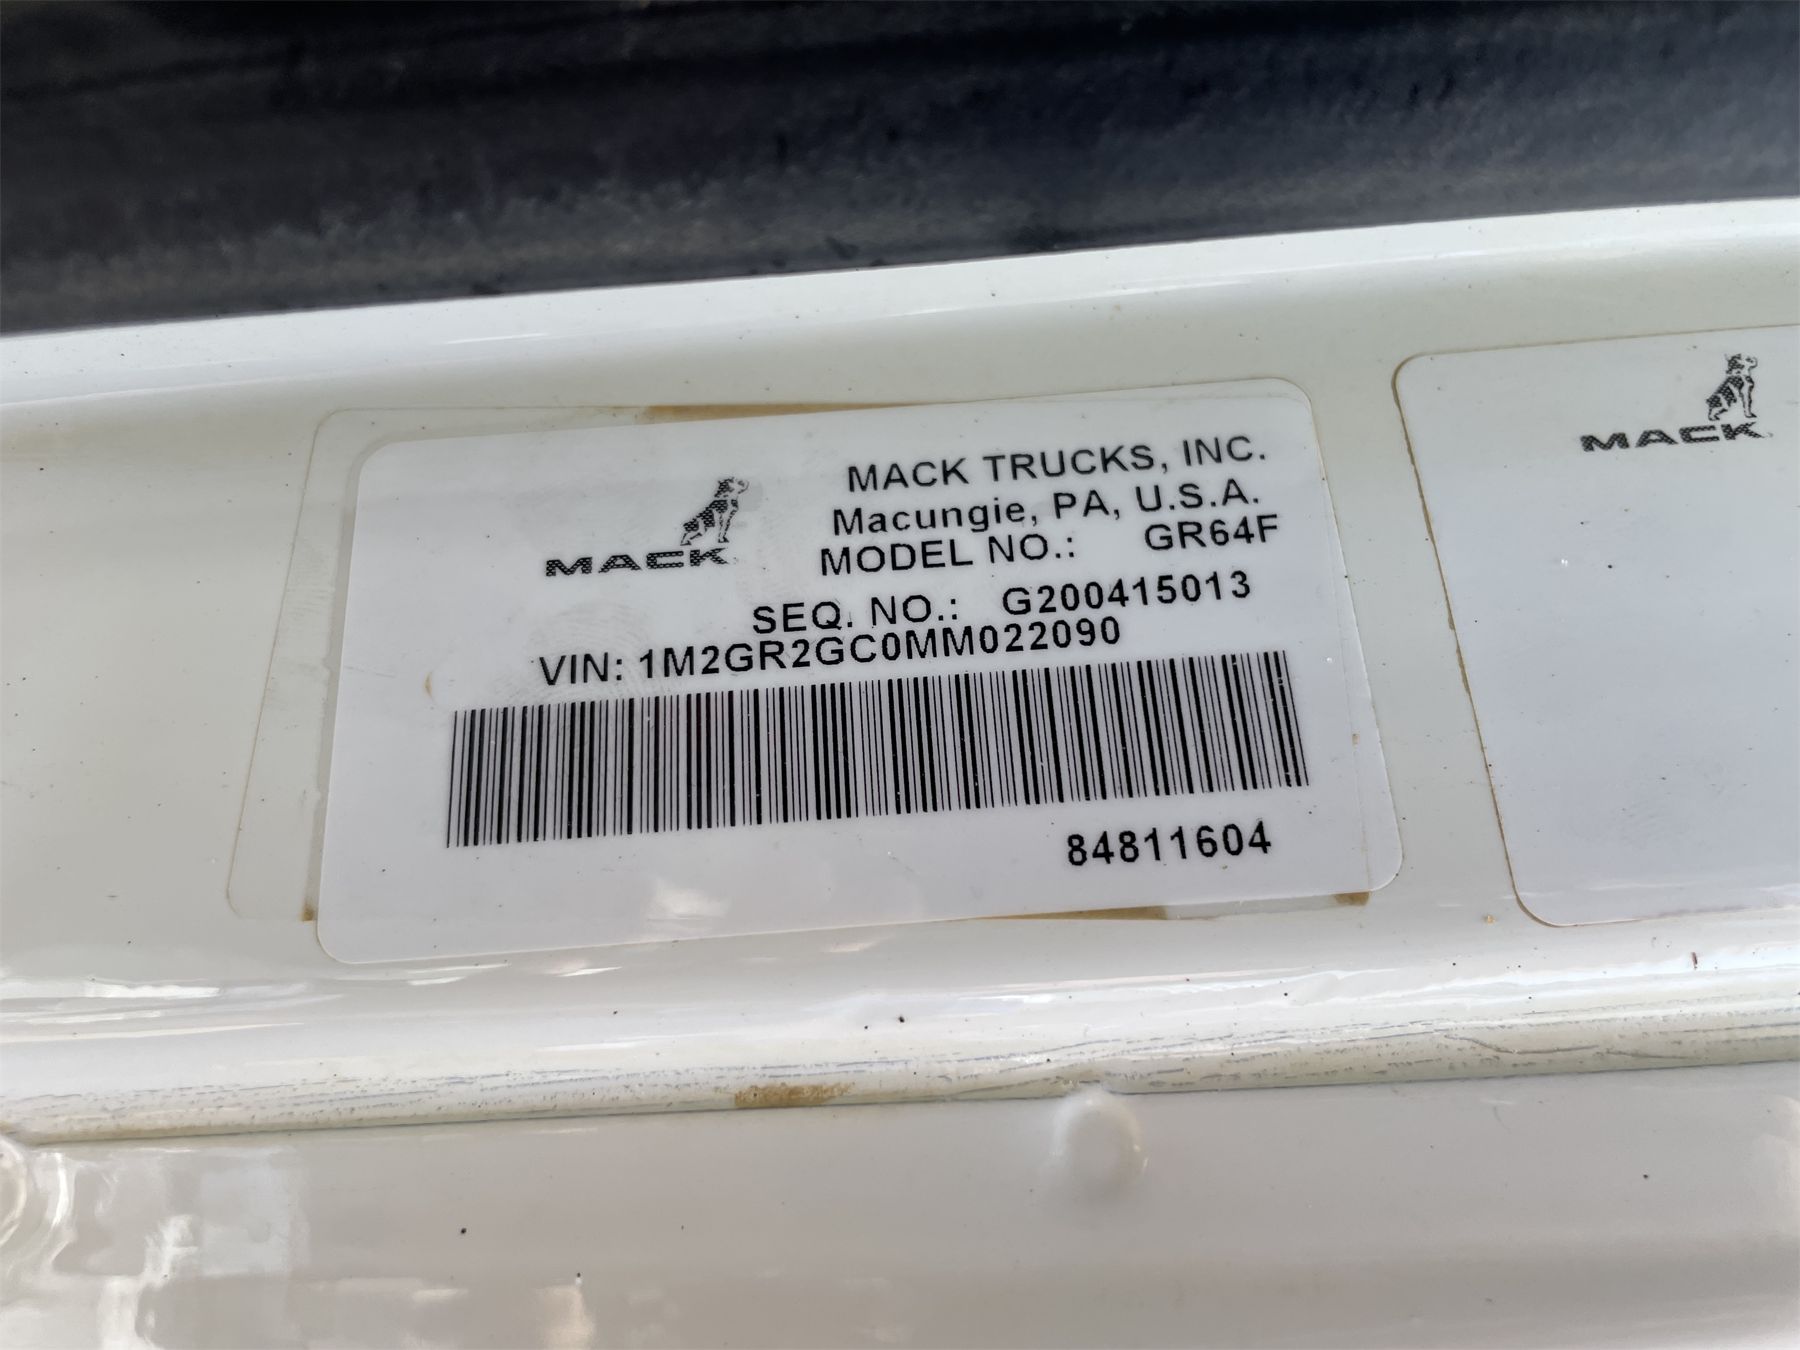 MACK
MACK TRUCKS, INC.
Macungie, PA, U.S.A.
MODEL NO.: GR64F
SEQ. NO.: G200415013
VIN: 1M2GR2GC0MM022090
84811604
MACK